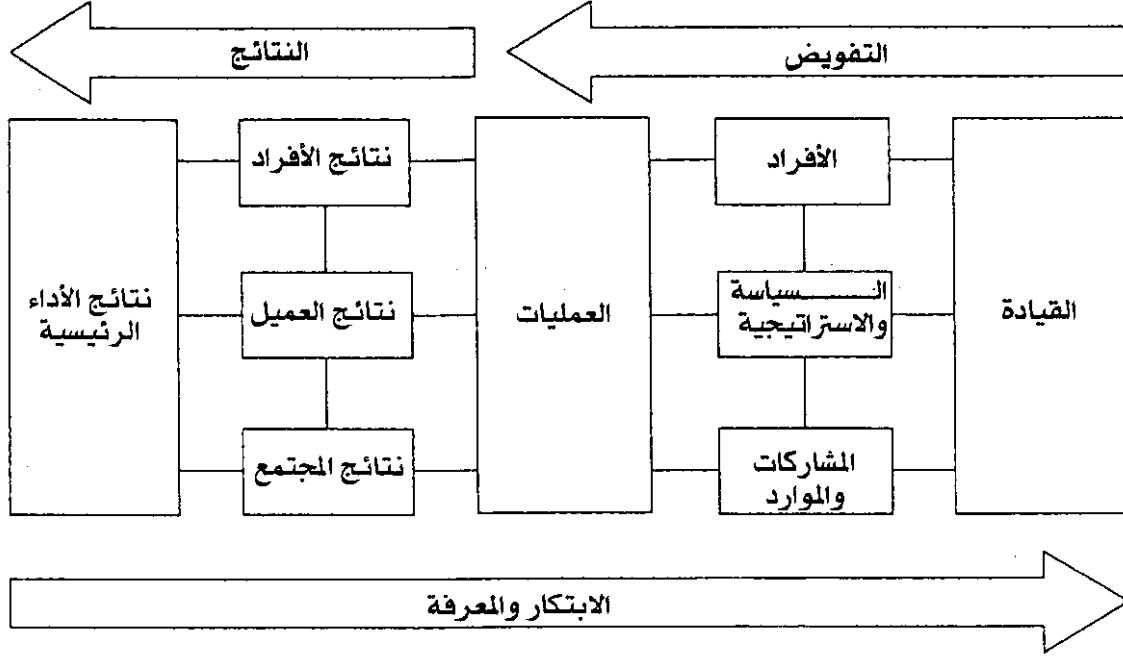 التفويض
النتائج
القيادة
الأفراد
السياسة
والاستراتيجية
المشاركات
والموارد
العمليات
نتائج الأفراد
نتائج العميل
نتائج المجتمع
نتائج الأداء
الرئيسية
الابتكار والمعرفة